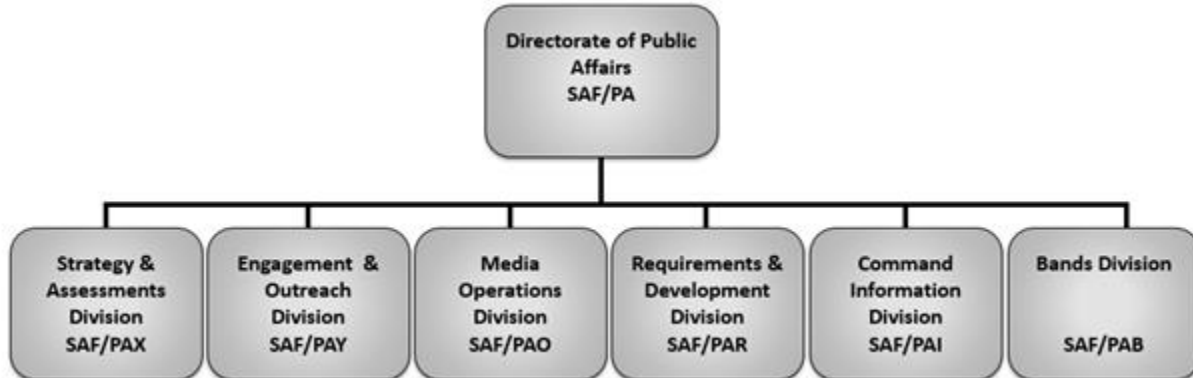 Directorate of Public
Affairs
SAF/PA
Strategy &
Assessments
Division
SAF/PAX
Engagement &
Outreach
Division
SAF/PAY
Media
Operations
Division
SAF/PAO
Requirements &
Development
Division
SAF/PAR
Command
Information
Division
SAF/PAI
Bands Division
SAF/PAB